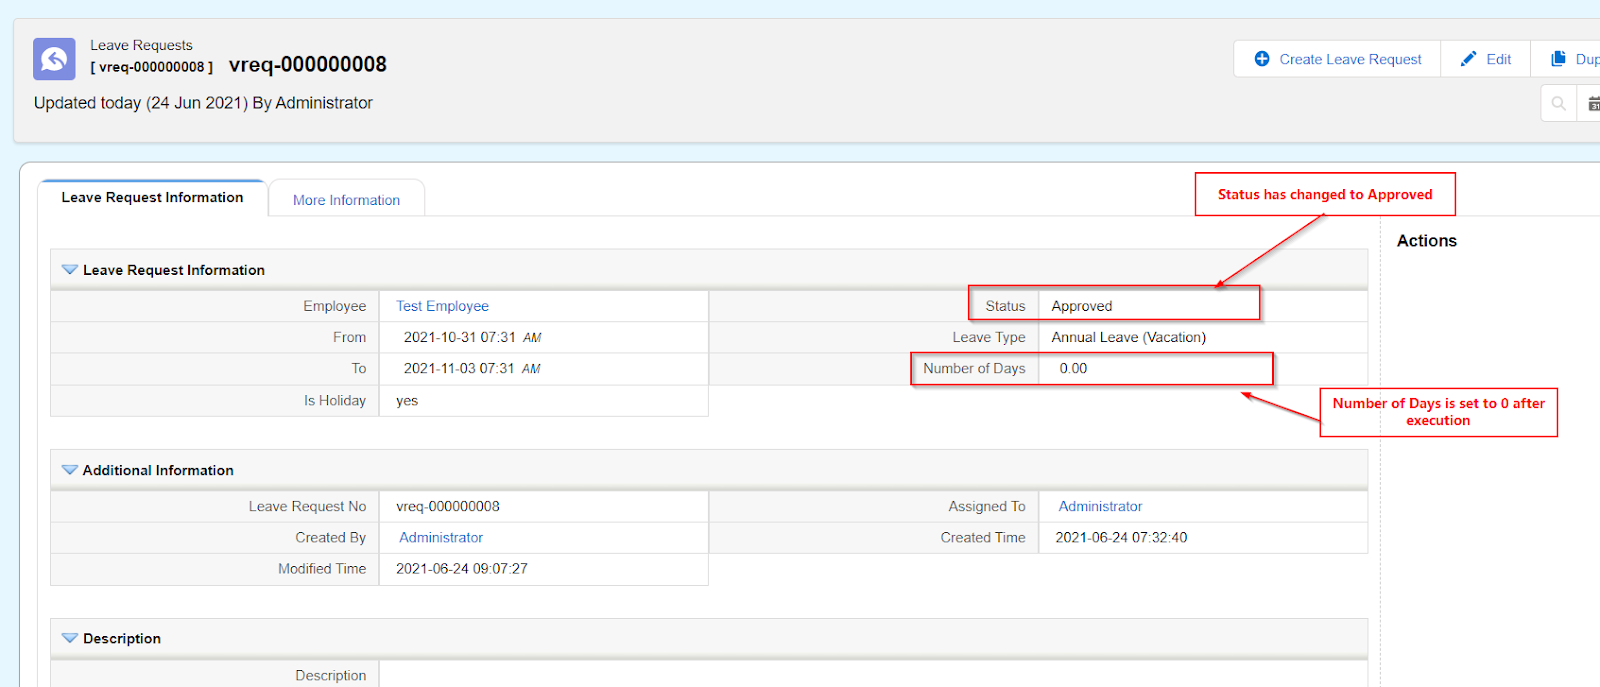 Leave Requests
[ vreq-000000008 ] vreq-000000008
Updated today (24 Jun 2021) By Administrator
Create Leave Request
Edit
Dup
31
Leave Request Information
More Information
Status has changed to Approved
Actions
Leave Request Information
Employee Test Employee
Status Approved
From 2021-10-31 07:31 AM
Leave Type Annual Leave (Vacation)
To 2021-11-03 07:31 AM
Number of Days 0.00
Is Holiday yes
Number of Days is set to 0 after
execution
Additional Information
Leave Request No vreq-000000008
Assigned To Administrator
Created By Administrator
Created Time 2021-06-24 07:32:40
Modified Time 2021-06-24 09:07:27
Description
Description